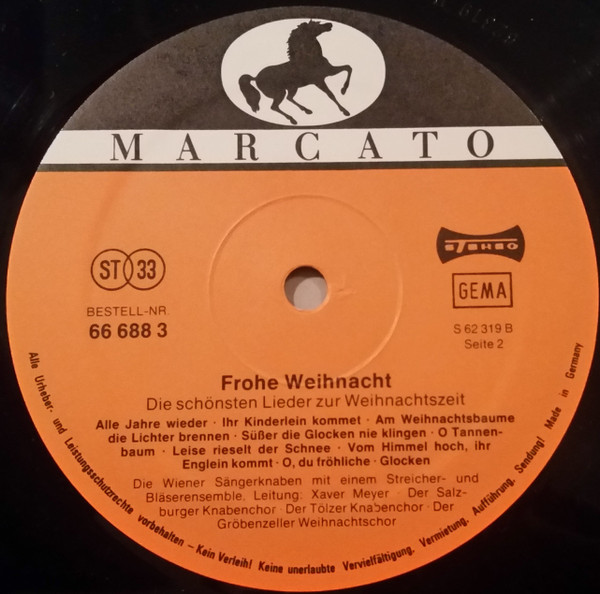 MARCATO
ST 33
BESTELL-NR.
66 688 3
STEREO
GEMA
S 62 319 B
Seite 2
Frohe Weihnacht
Die schönsten Lieder zur Weihnachtszeit
Alle Jahre wieder · Ihr Kinderlein kommet · Am Weihnachtsbaume
die Lichter brennen · Süßer die Glocken nie klingen · O Tannen-
baum · Leise rieselt der Schnee · Vom Himmel hoch, ihr
Englein kommt · O, du fröhliche · Glocken
Die Wiener Sängerknaben mit einem Streicher- und
Bläserensemble. Leitung: Xaver Meyer · Der Salz-
burger Knabenchor · Der Tölzer Knabenchor · Der
Gröbenzeller Weihnachtschor
Alle Urheber- und Leistungsschutzrechte vorbehalten – Kein Verleih! Keine unerlaubte Vervielfältigung, Vermietung, Aufführung, Sendung! Made in Germany